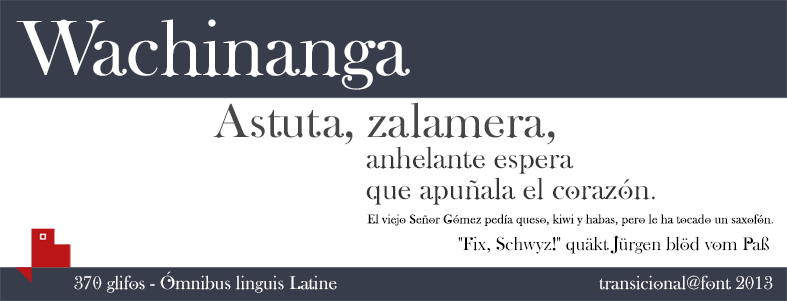 Wachinanga
Astuta, zalamera,
anhelante espera
que apuñala el corazón.
El viejo Señor Gómez pedía queso, kiwi y habas, pero le ha tocado un saxofón.
"Fix, Schwyz!" quäkt Jürgen blöd vom Paß
370 glifos - Ómnibus linguis Latine
transicional@font 2013